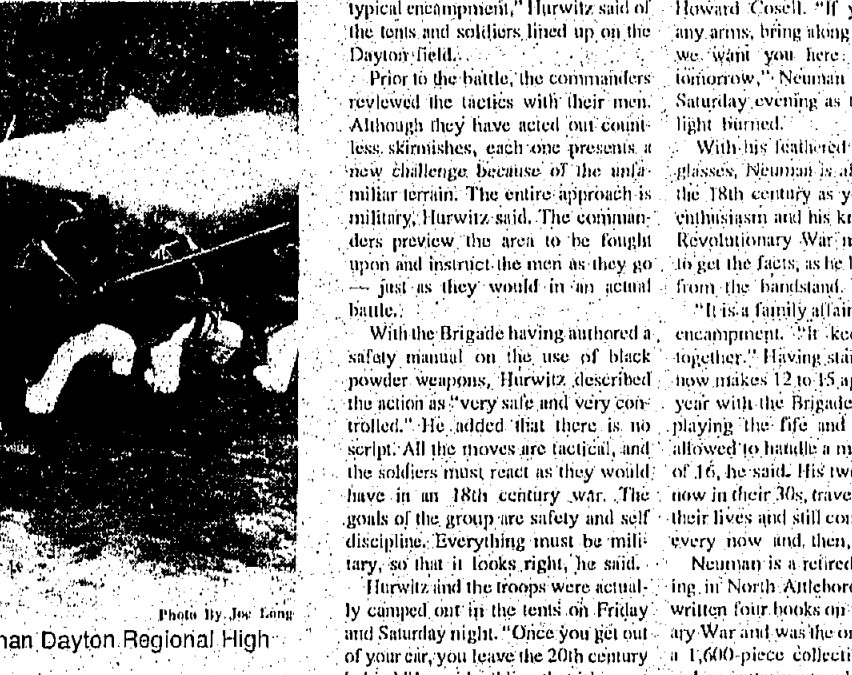 Photo By Joe Long
han Dayton Regional High
typical encampment," Hurwitz said of
the tents and soldiers lined up on the
Dayton field.
Prior to the battle, the commanders
reviewed the tactics with their men.
Although they have acted out count-
less skirmishes, each one presents a
new challenge because of the unfa-
miliar terrain. The entire approach is
military, Hurwitz said. The comman-
ders preview the area to be fought
upon and instruct the men as they go
— just as they would in an actual
battle.
With the Brigade having authored a
safety manual on the use of black
powder weapons, Hurwitz described
the action as "very safe and very con-
trolled." He added that there is no
script. All the moves are tactical, and
the soldiers must react as they would
have in an 18th century war. The
goals of the group are safety and self
discipline. Everything must be mili-
tary, so that it looks right, he said.
Hurwitz and the troops were actual-
ly camped out in the tents on Friday
and Saturday night. "Once you get out
of your car, you leave the 20th century
Howard Cosell. "If y
any arms, bring along
we want you here
tomorrow," Neuman
Saturday evening as t
light burned.
With his feathered
glasses, Neuman is al
the 18th century as y
enthusiasm and his kn
Revolutionary War m
to get the facts, as he l
from the bandstand.
"It is a family affair
encampment. "It kee
together." Having star
now makes 12 to 15 ap
year with the Brigade
playing the fife and
allowed to handle a m
of 16, he said. His tw
now in their 30s, trave
their lives and still con
every now and then,
Neuman is a retired
ing in North Attlebor
written four books on
ary War and was the o
a 1,600-piece collecti